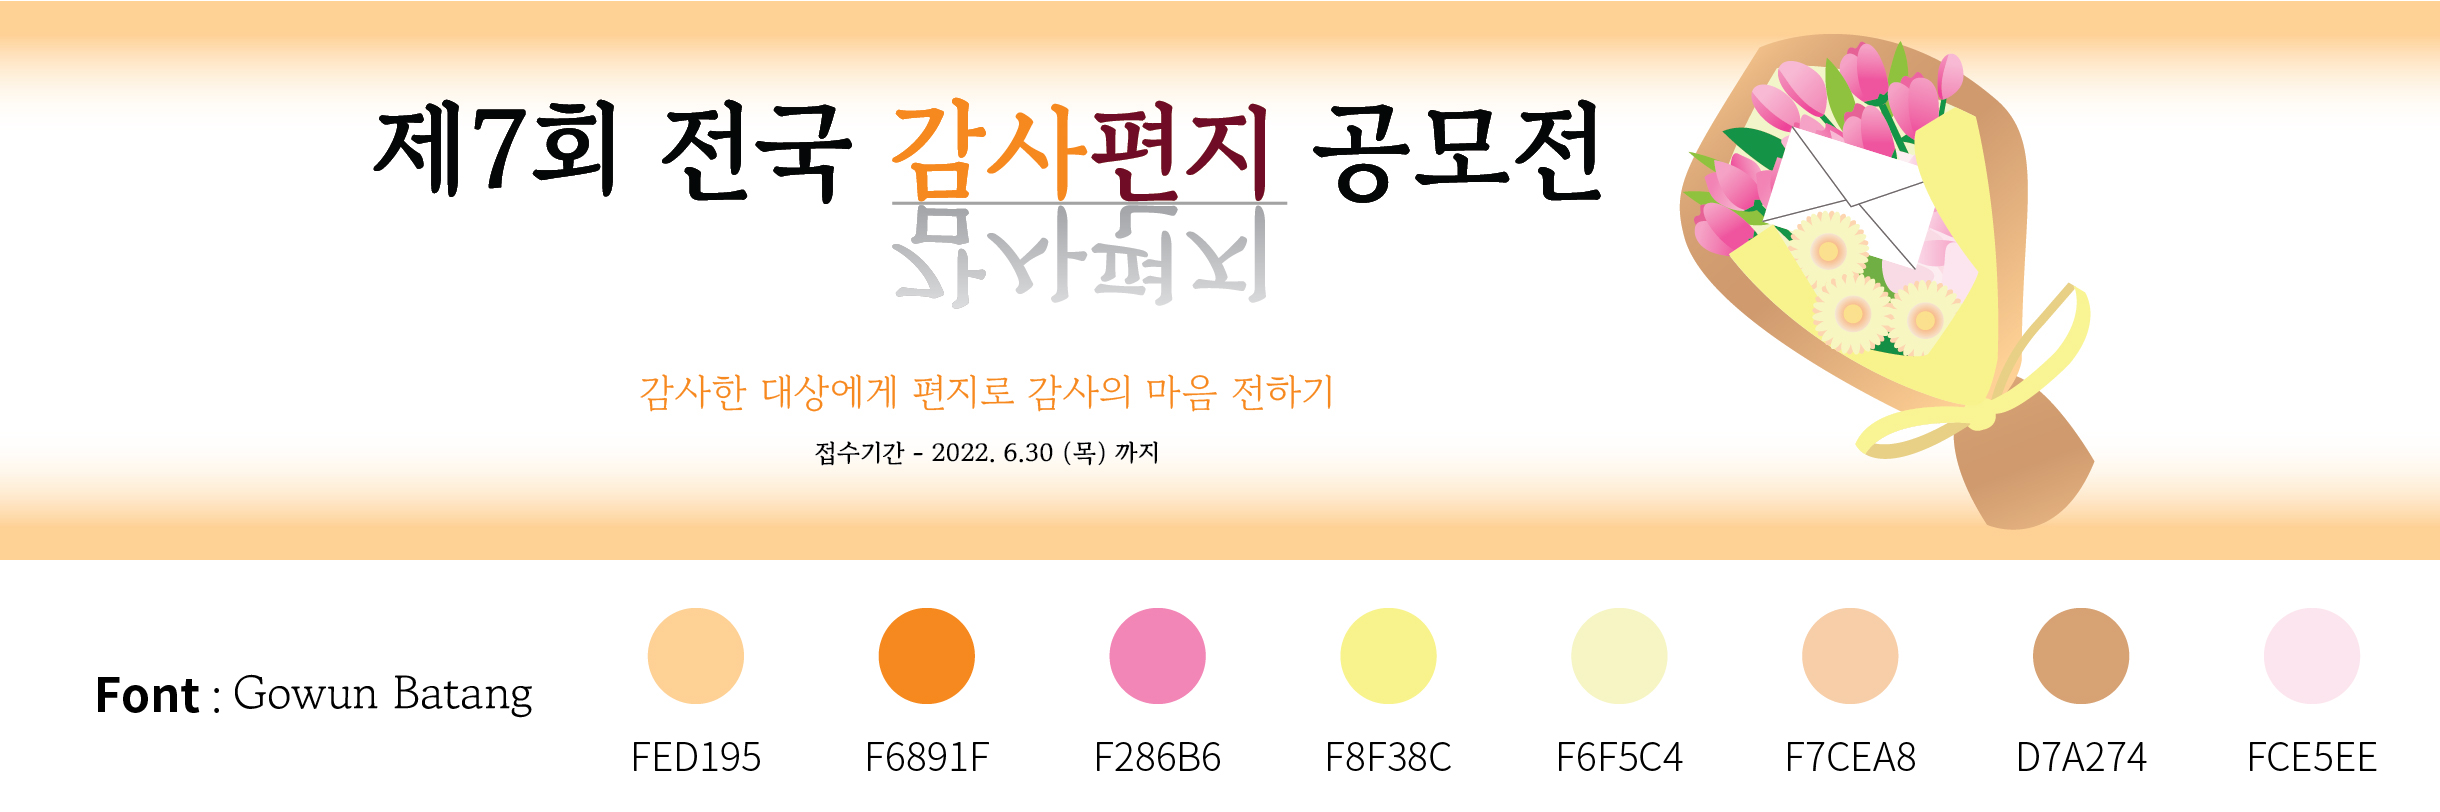 제7회 전국 감사편지 공모전
감사한 대상에게 편지로 감사의 마음 전하기
접수기간 - 2022. 6.30 (목) 까지
Font : Gowun Batang
FED195 F6891F F286B6 F8F38C F6F5C4 F7CEA8 D7A274 FCE5EE